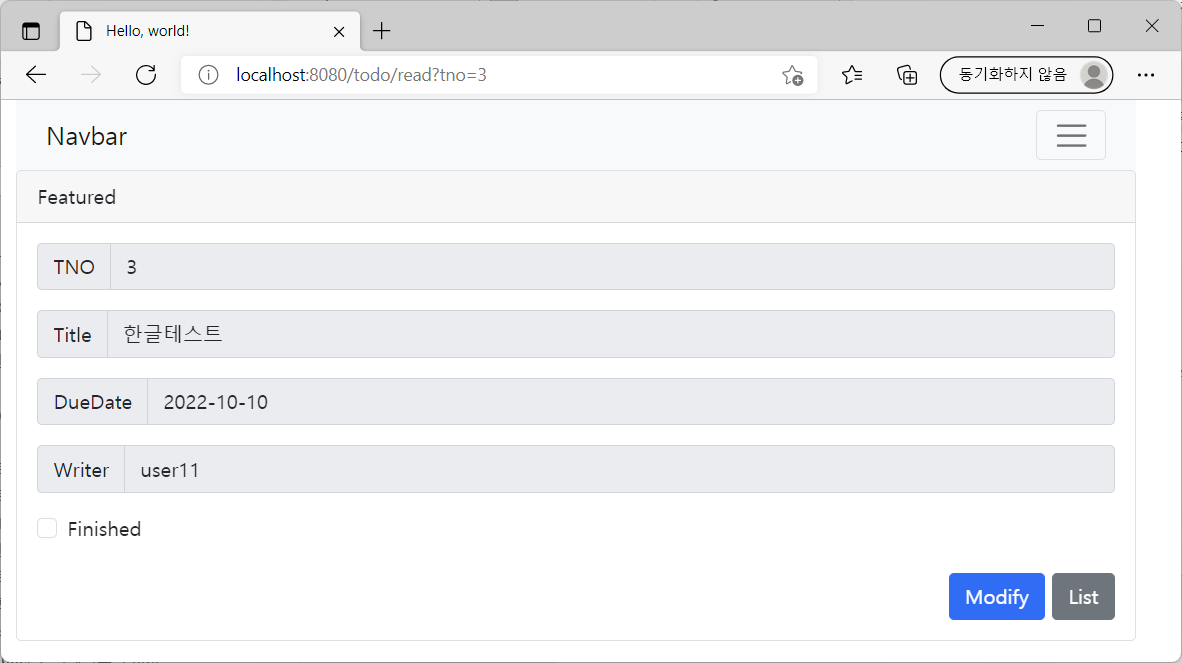 Hello, world!
localhost:8080/todo/read?tno=3
동기화하지 않음
Navbar
Featured
TNO 3
Title 한글테스트
DueDate 2022-10-10
Writer user11
Finished
Modify List